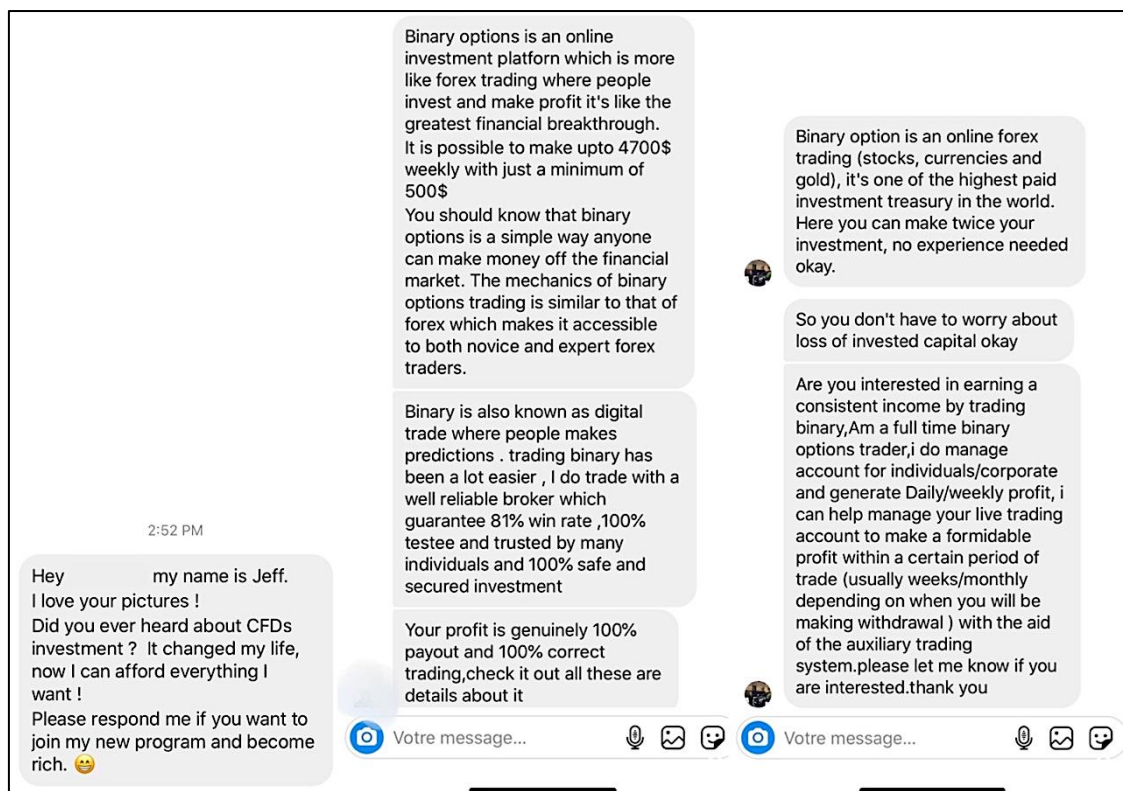 2:52 PM
Hey my name is Jeff.
I love your pictures !
Did you ever heard about CFDs
investment ? It changed my life,
now I can afford everything I
want !
Please respond me if you want to
join my new program and become
rich. 😁
Binary options is an online
investment platforn which is more
like forex trading where people
invest and make profit it's like the
greatest financial breakthrough.
It is possible to make upto 4700$
weekly with just a minimum of
500$
You should know that binary
options is a simple way anyone
can make money off the financial
market. The mechanics of binary
options trading is similar to that of
forex which makes it accessible
to both novice and expert forex
traders.
Binary is also known as digital
trade where people makes
predictions . trading binary has
been a lot easier , I do trade with a
well reliable broker which
guarantee 81% win rate ,100%
testee and trusted by many
individuals and 100% safe and
secured investment
Your profit is genuinely 100%
payout and 100% correct
trading,check it out all these are
details about it
Votre message...
Binary option is an online forex
trading (stocks, currencies and
gold), it's one of the highest paid
investment treasury in the world.
Here you can make twice your
investment, no experience needed
okay.
So you don't have to worry about
loss of invested capital okay
Are you interested in earning a
consistent income by trading
binary,Am a full time binary
options trader,i do manage
account for individuals/corporate
and generate Daily/weekly profit, i
can help manage your live trading
account to make a formidable
profit within a certain period of
trade (usually weeks/monthly
depending on when you will be
making withdrawal ) with the aid
of the auxiliary trading
system.please let me know if you
are interested.thank you
Votre message...